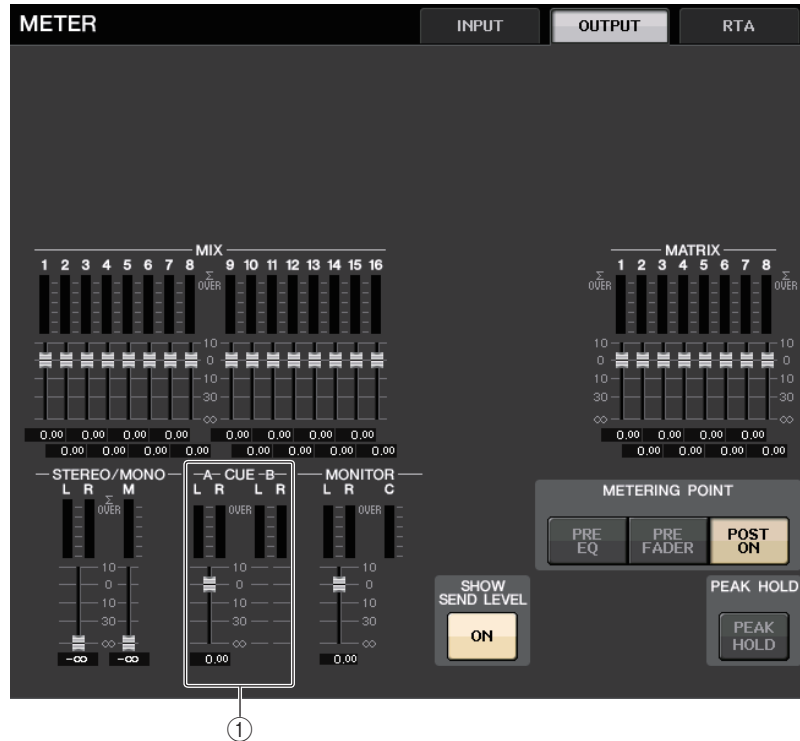 METER INPUT OUTPUT RTA
MIX
MATRIX
1 2 3 4 5 6 7 8 Σ OVER 9 10 11 12 13 14 15 16
Σ OVER 1 2 3 4 5 6 7 8 Σ OVER
10 10 10
0 0 0
10 10 10
30 30 30
∞ ∞ ∞
0.00 0.00 0.00 0.00 0.00 0.00 0.00 0.00 0.00 0.00 0.00 0.00
0.00 0.00 0.00 0.00 0.00 0.00 0.00 0.00 0.00 0.00 0.00 0.00
STEREO/MONO A CUE B MONITOR
L R M L R L R L R C
Σ OVER OVER OVER
10 10 10
0 0 0
10 10 10
30 30 30
∞ ∞ ∞
-∞ -∞ 0.00 0.00
METERING POINT
PRE EQ
PRE FADER
POST ON
SHOW SEND LEVEL
ON
PEAK HOLD
PEAK HOLD
1